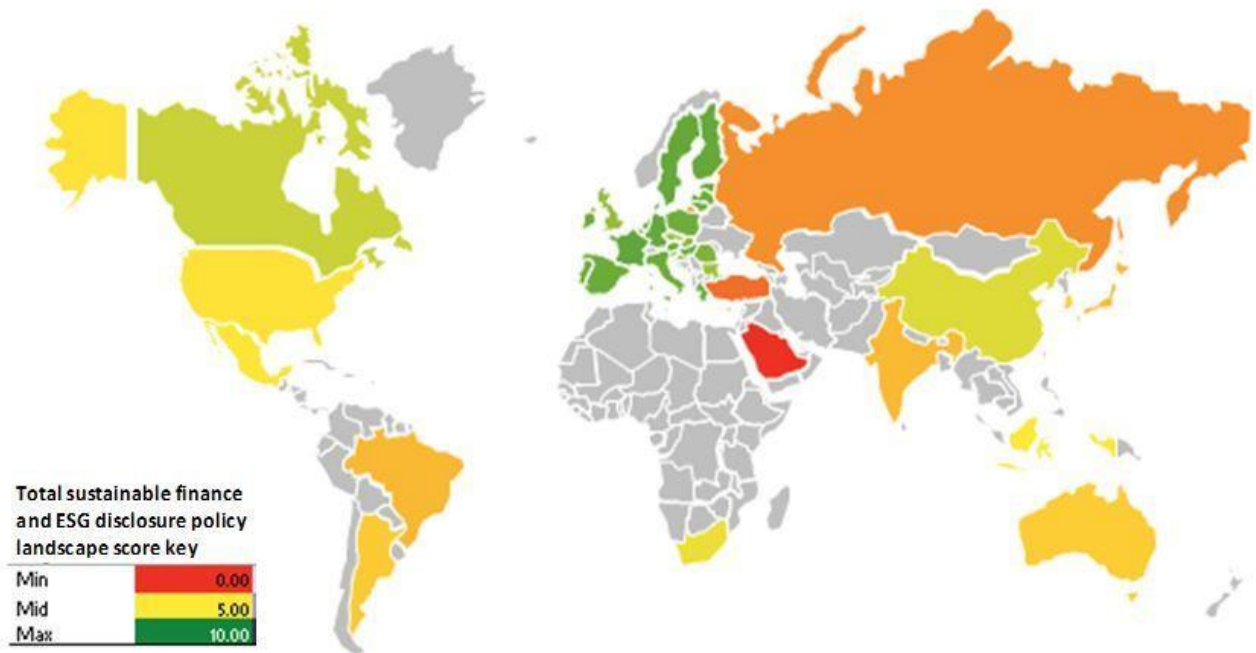 Total sustainable finance
and ESG disclosure policy
landscape score key
Min 0.00
Mid 5.00
Max 10.00